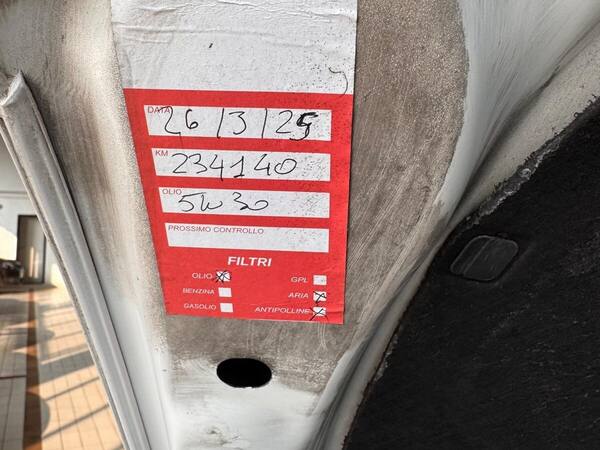 DATA 26/3/25
KM 234140
OLIO 5W30
PROSSIMO CONTROLLO
FILTRI
OLIO GPL
BENZINA ARIA
GASOLIO ANTIPOLLINE